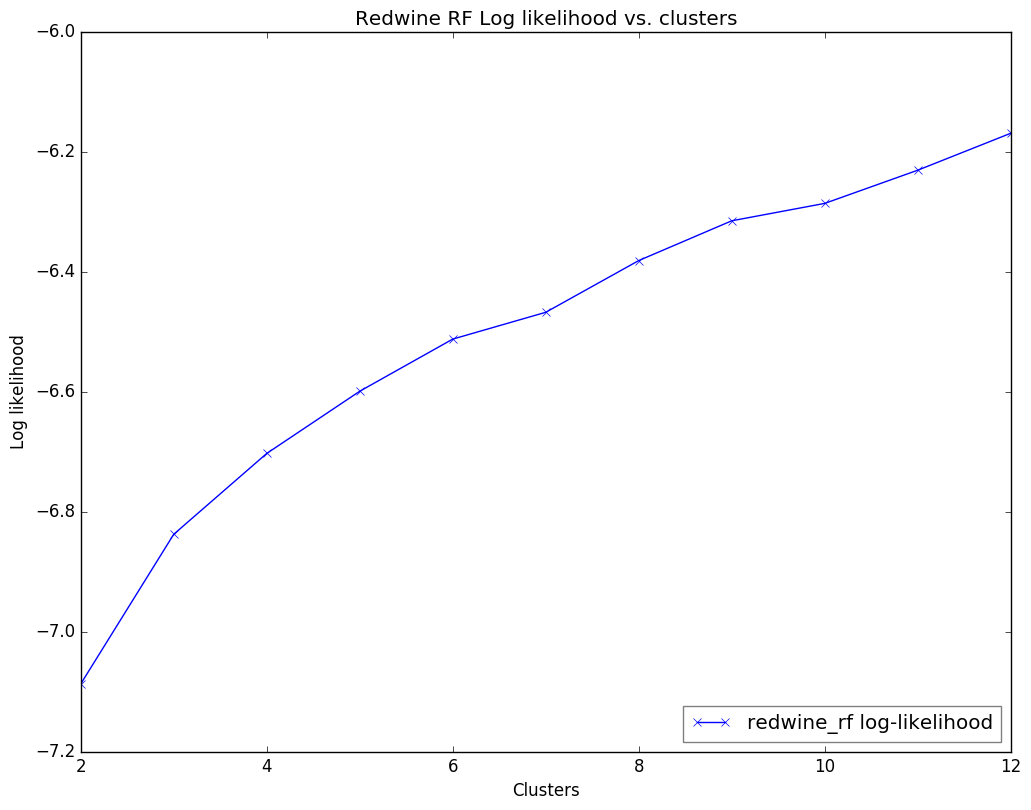 Redwine RF Log likelihood vs. clusters
−6.0
−6.2
−6.4
−6.6
−6.8
−7.0
−7.2
Log likelihood
2 4 6 8 10 12
Clusters
redwine_rf log-likelihood